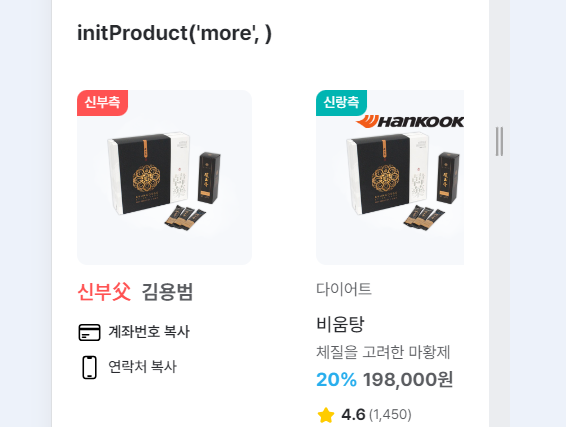 initProduct('more', )
신부측
신랑측
HANKOOK
신부父 김용범
계좌번호 복사
연락처 복사
다이어트
비움탕
체질을 고려한 마황제
20% 198,000원
4.6 (1,450)